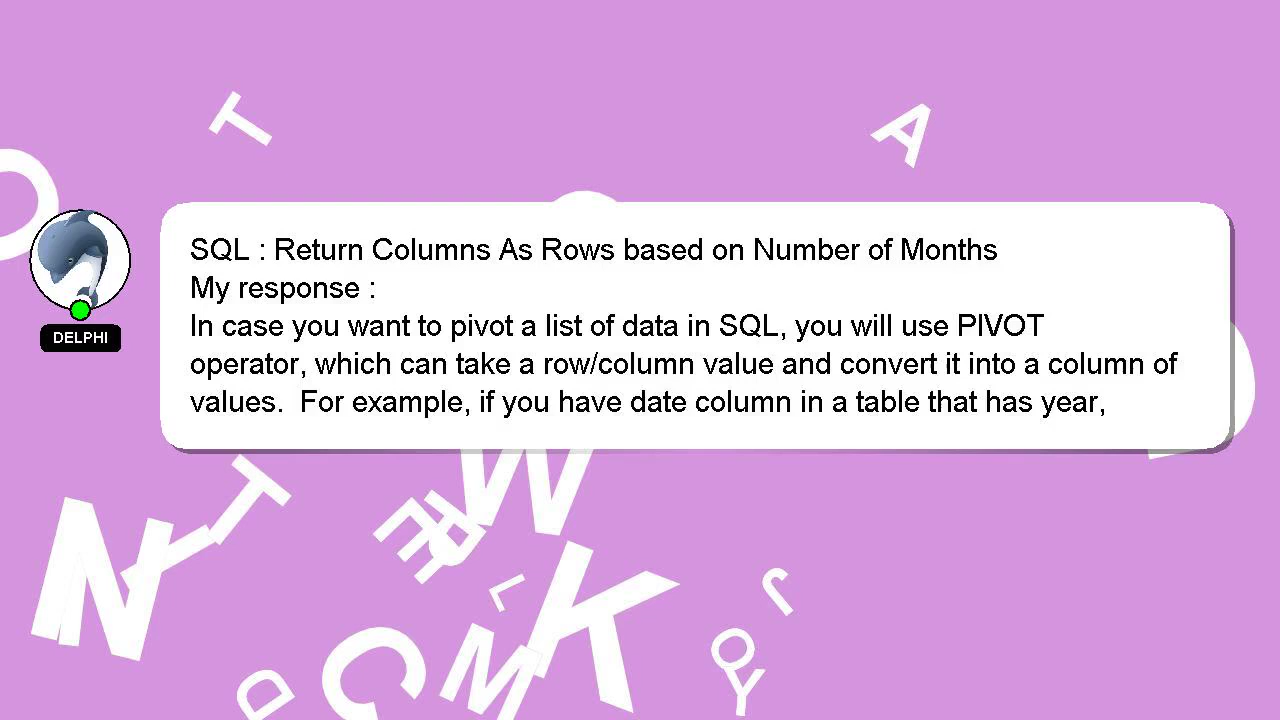 SQL : Return Columns As Rows based on Number of Months
My response :
In case you want to pivot a list of data in SQL, you will use PIVOT
operator, which can take a row/column value and convert it into a column of
values.  For example, if you have date column in a table that has year,
DELPHI
T
A
O
W
T
N
Y
E
R
L
K
J
C
M
O
Y
D